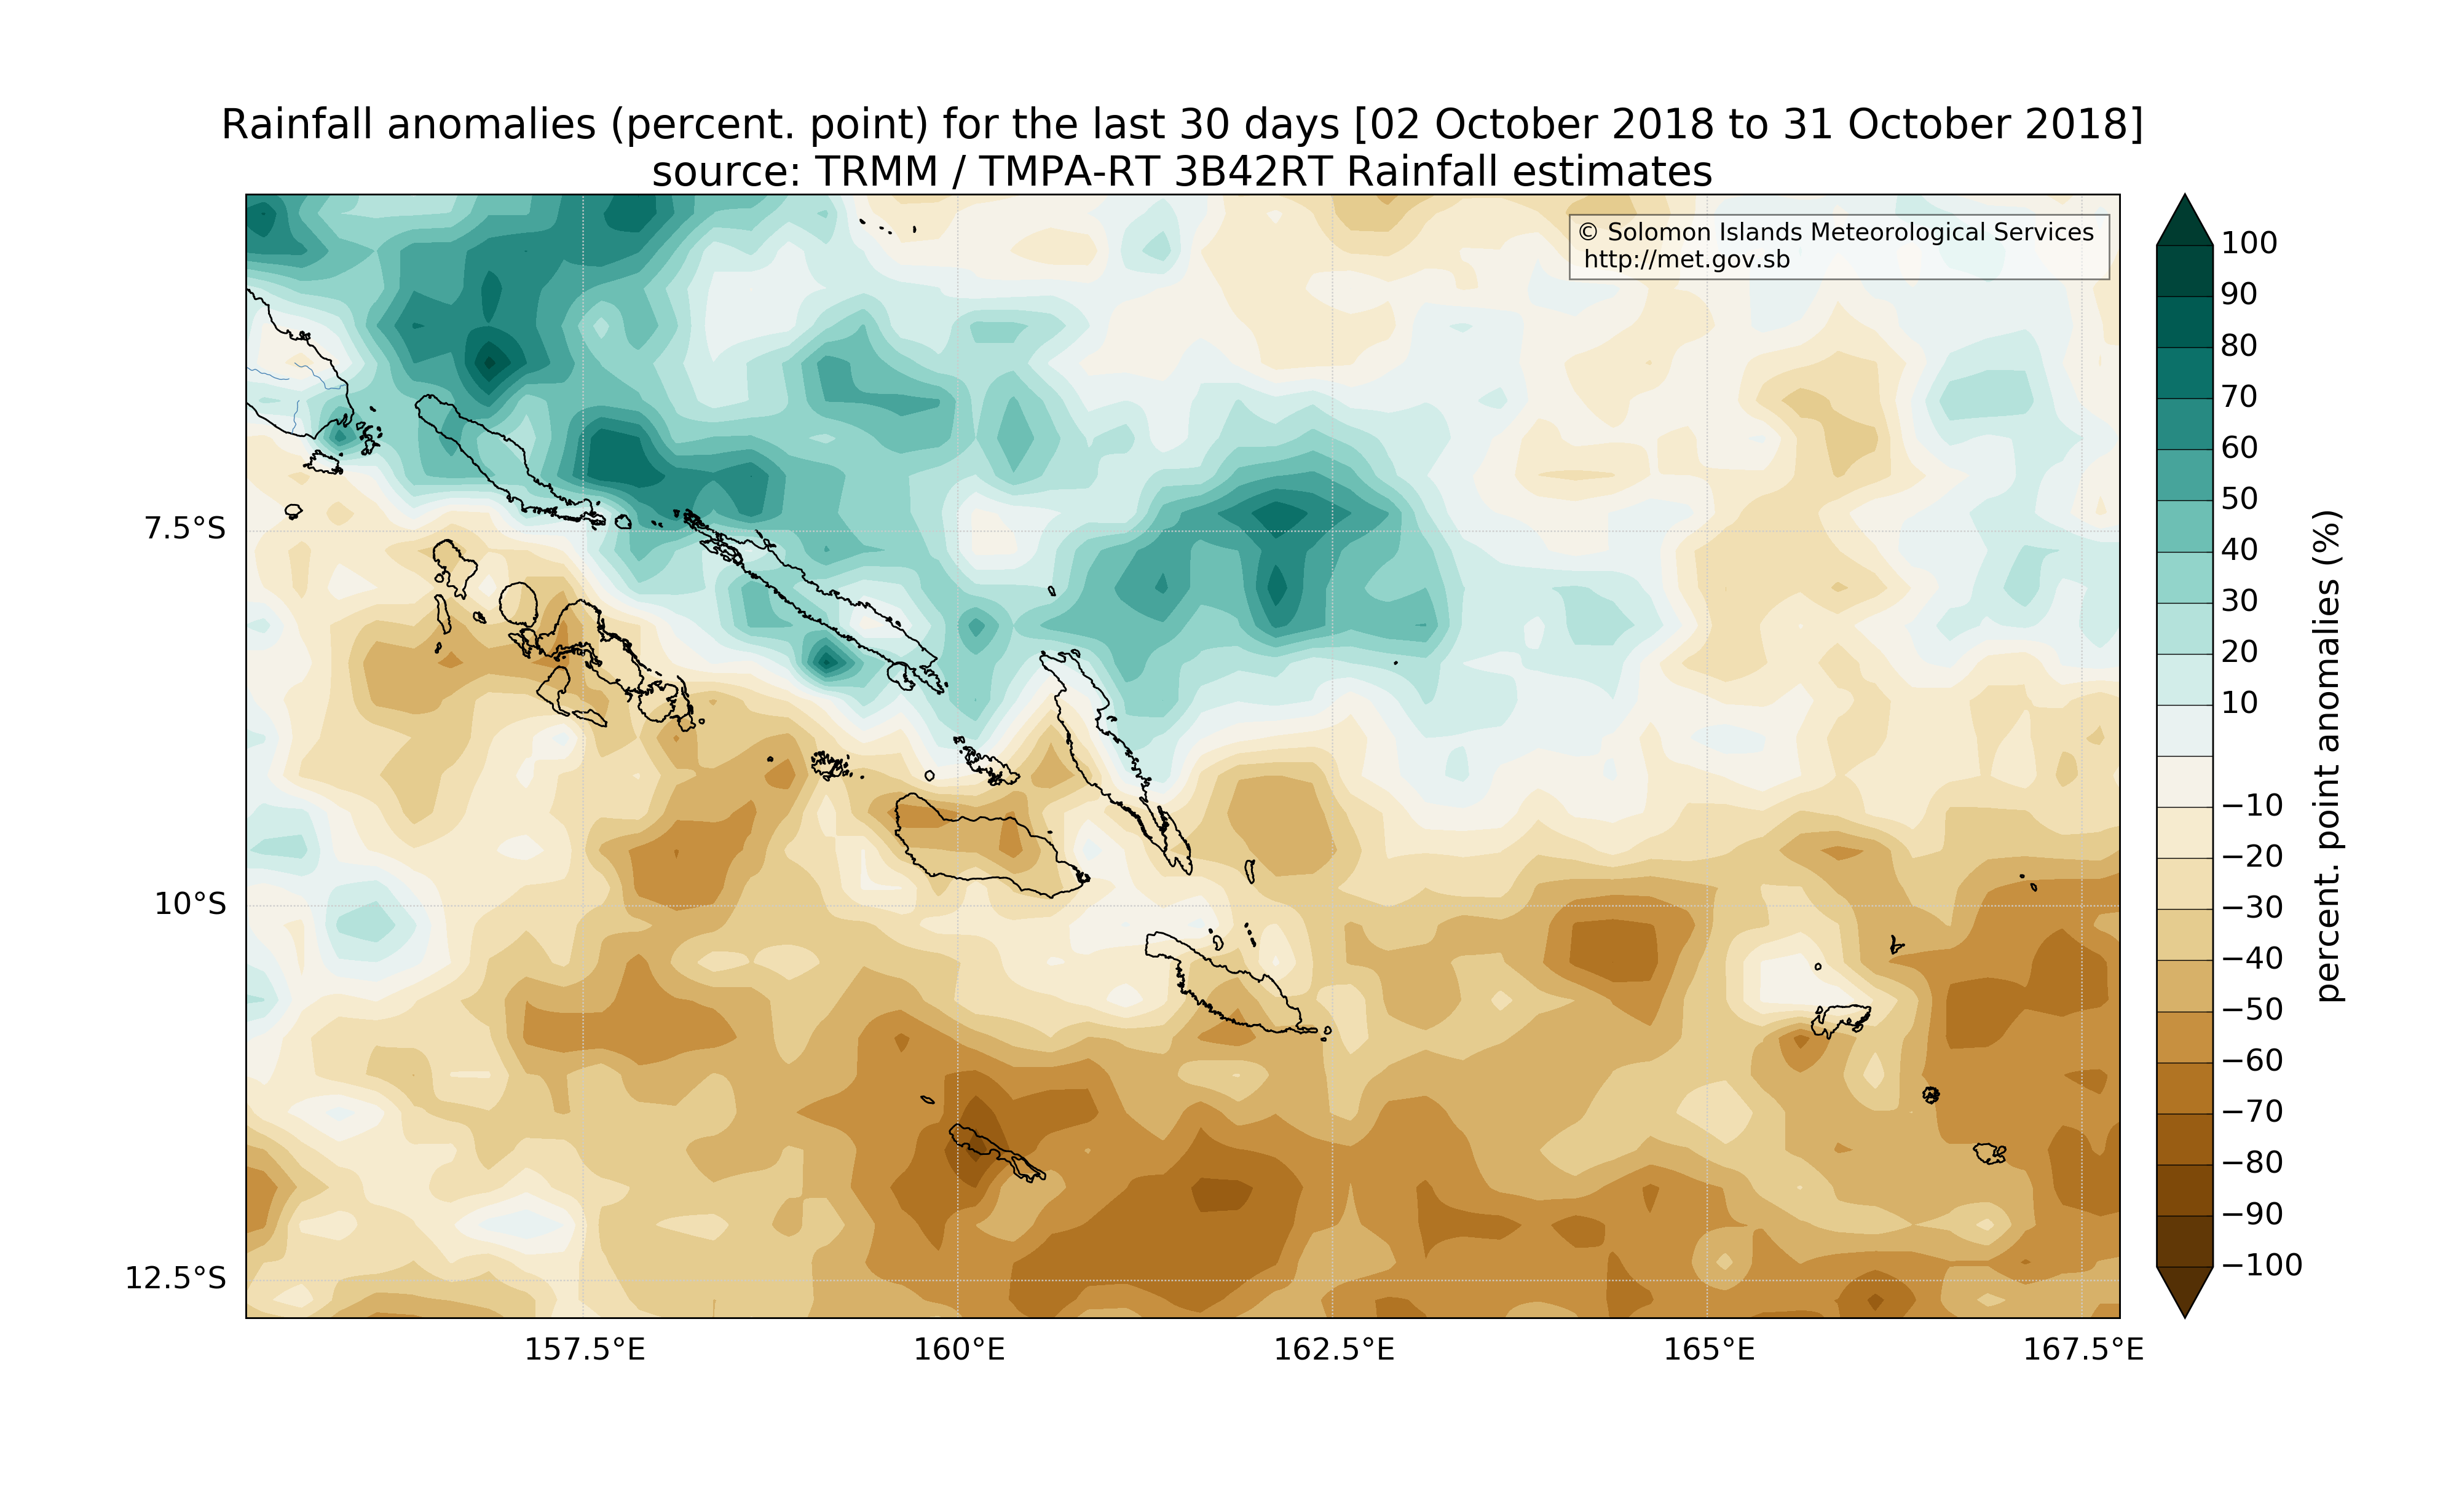 Rainfall anomalies (percent. point) for the last 30 days [02 October 2018 to 31 October 2018]
source: TRMM / TMPA-RT 3B42RT Rainfall estimates
© Solomon Islands Meteorological Services
http://met.gov.sb
7.5°S
10°S
12.5°S
157.5°E
160°E
162.5°E
165°E
167.5°E
100
90
80
70
60
50
40
30
20
10
−10
−20
−30
−40
−50
−60
−70
−80
−90
−100
percent. point anomalies (%)